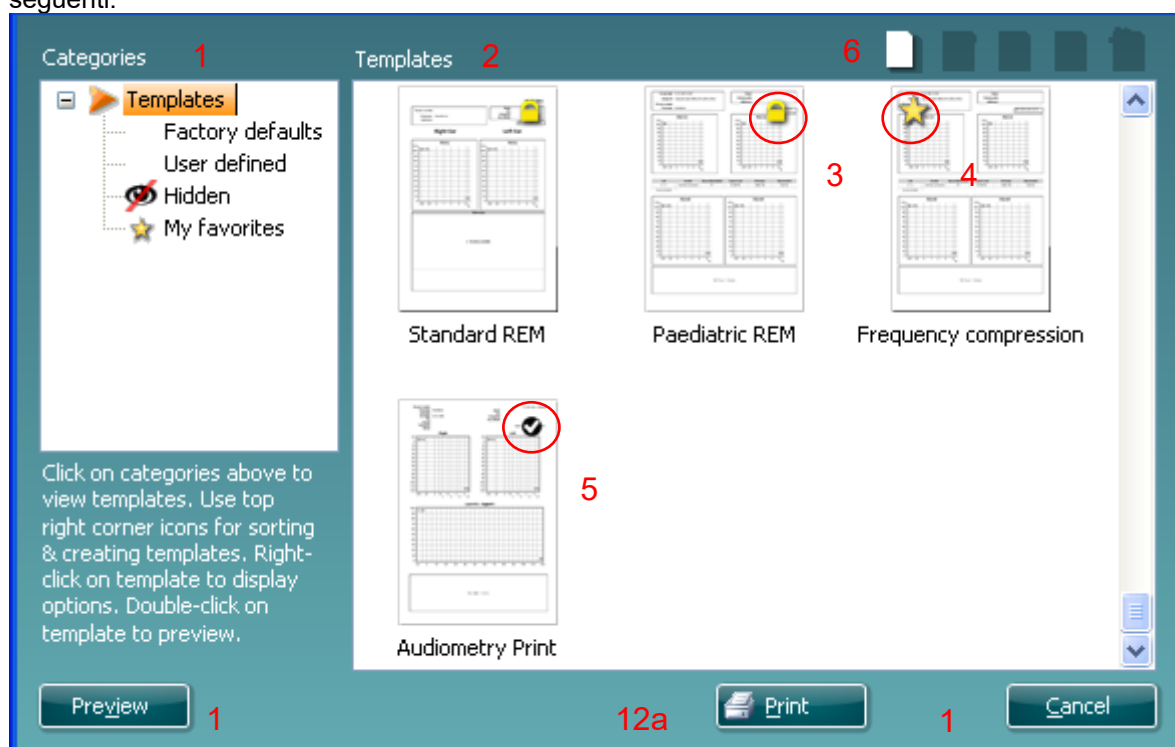 seguenti:
Categories 1
Templates 2
6
Templates
Factory defaults
User defined
Hidden
My favorites
3
4
Standard REM
Paediatric REM
Frequency compression
5
Audiometry Print
Click on categories above to
view templates. Use top
right corner icons for sorting
& creating templates. Right-
click on template to display
options. Double-click on
template to preview.
Preview 1
12a Print
1 Cancel